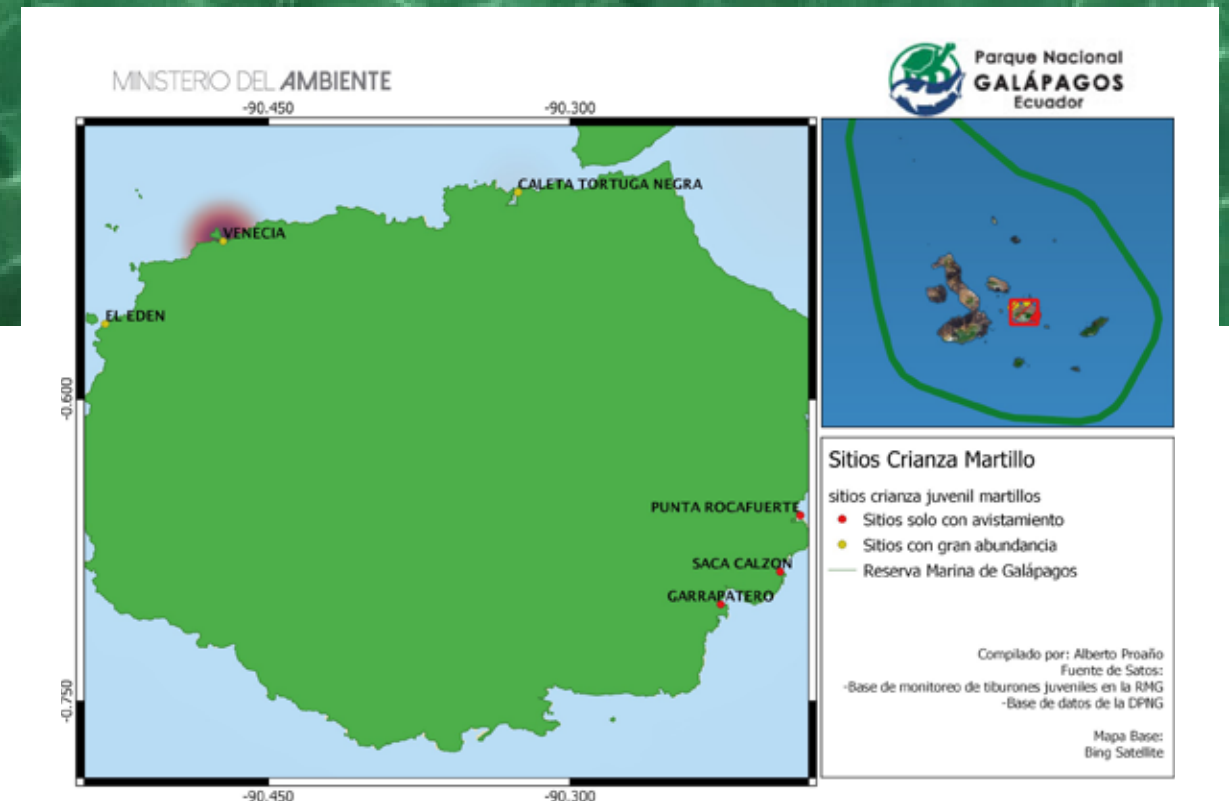 MINISTERIO DEL AMBIENTE
Parque Nacional
GALÁPAGOS
Ecuador
-90.450
-90.300
CALETA TORTUGA NEGRA
VENECIA
EL EDEN
-0.600
PUNTA ROCAFUERTE
SACA CALZON
GARRAPATERO
-0.750
-90.450
-90.300
Sitios Crianza Martillo
sitios crianza juvenil martillos
Sitios solo con avistamiento
Sitios con gran abundancia
Reserva Marina de Galápagos
Compilado por: Alberto Proaño
Fuente de Satos:
-Base de monitoreo de tiburones juveniles en la RMG
-Base de datos de la DPNG
Mapa Base:
Bing Satellite